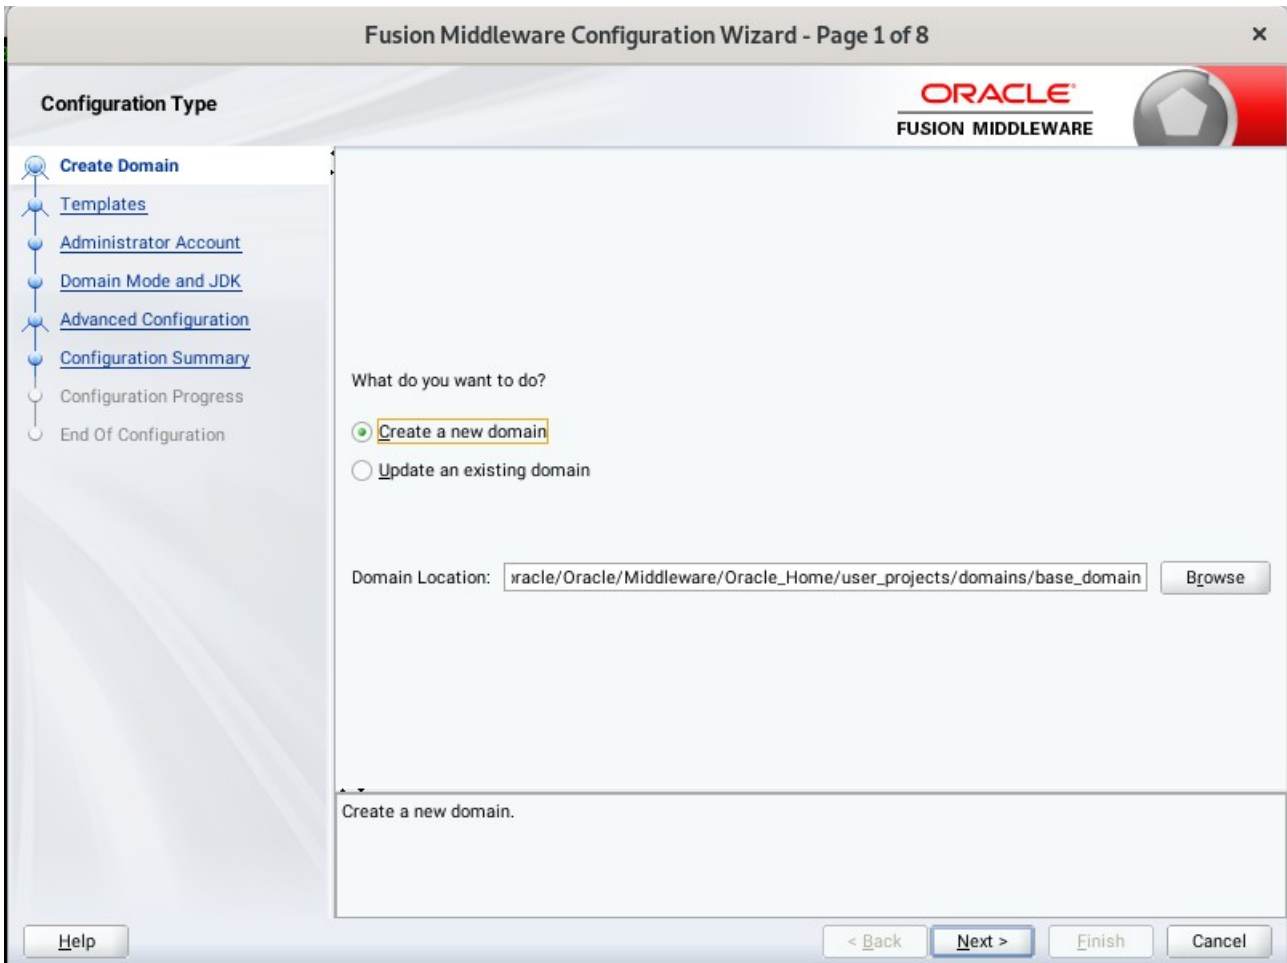 Fusion Middleware Configuration Wizard - Page 1 of 8
Configuration Type
ORACLE
FUSION MIDDLEWARE
Create Domain
Templates
Administrator Account
Domain Mode and JDK
Advanced Configuration
Configuration Summary
Configuration Progress
End Of Configuration
What do you want to do?
Create a new domain
Update an existing domain
Domain Location: racle/Oracle/Middleware/Oracle_Home/user_projects/domains/base_domain Browse
Create a new domain.
Help < Back Next > Finish Cancel